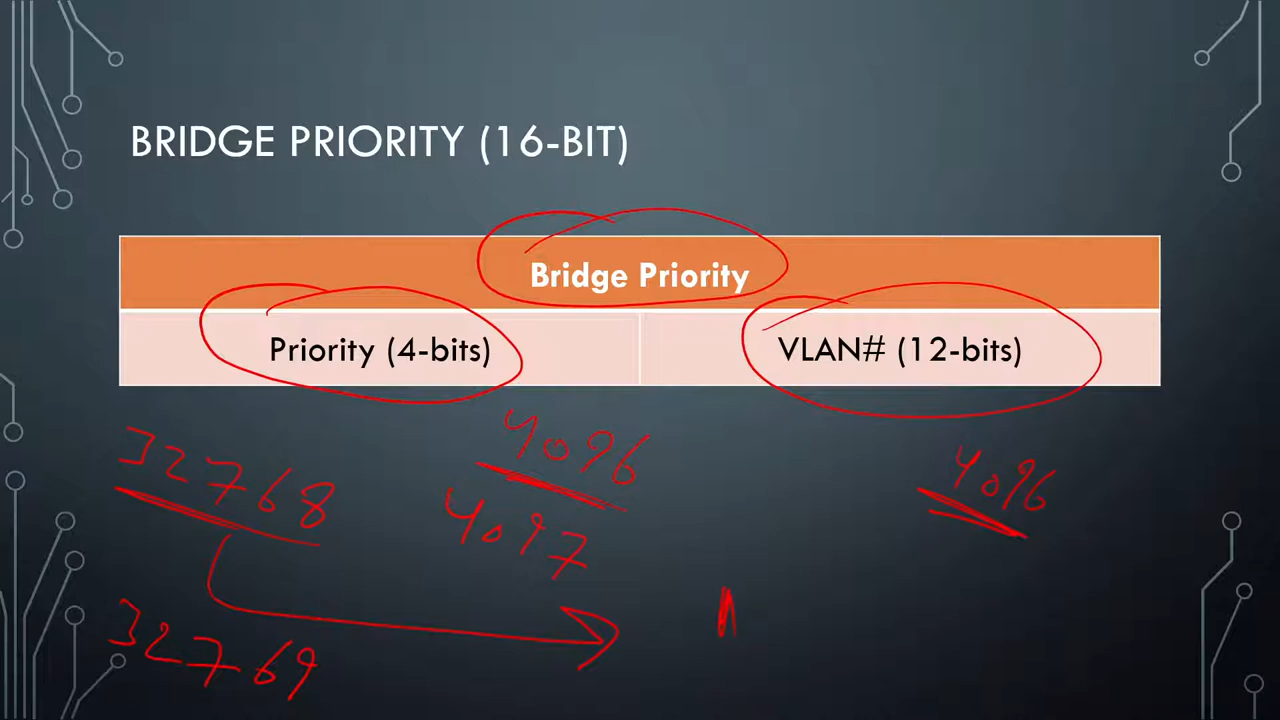 BRIDGE PRIORITY (16-BIT)
Bridge Priority
Priority (4-bits) VLAN# (12-bits)
32768 4096 4096
4097
32769